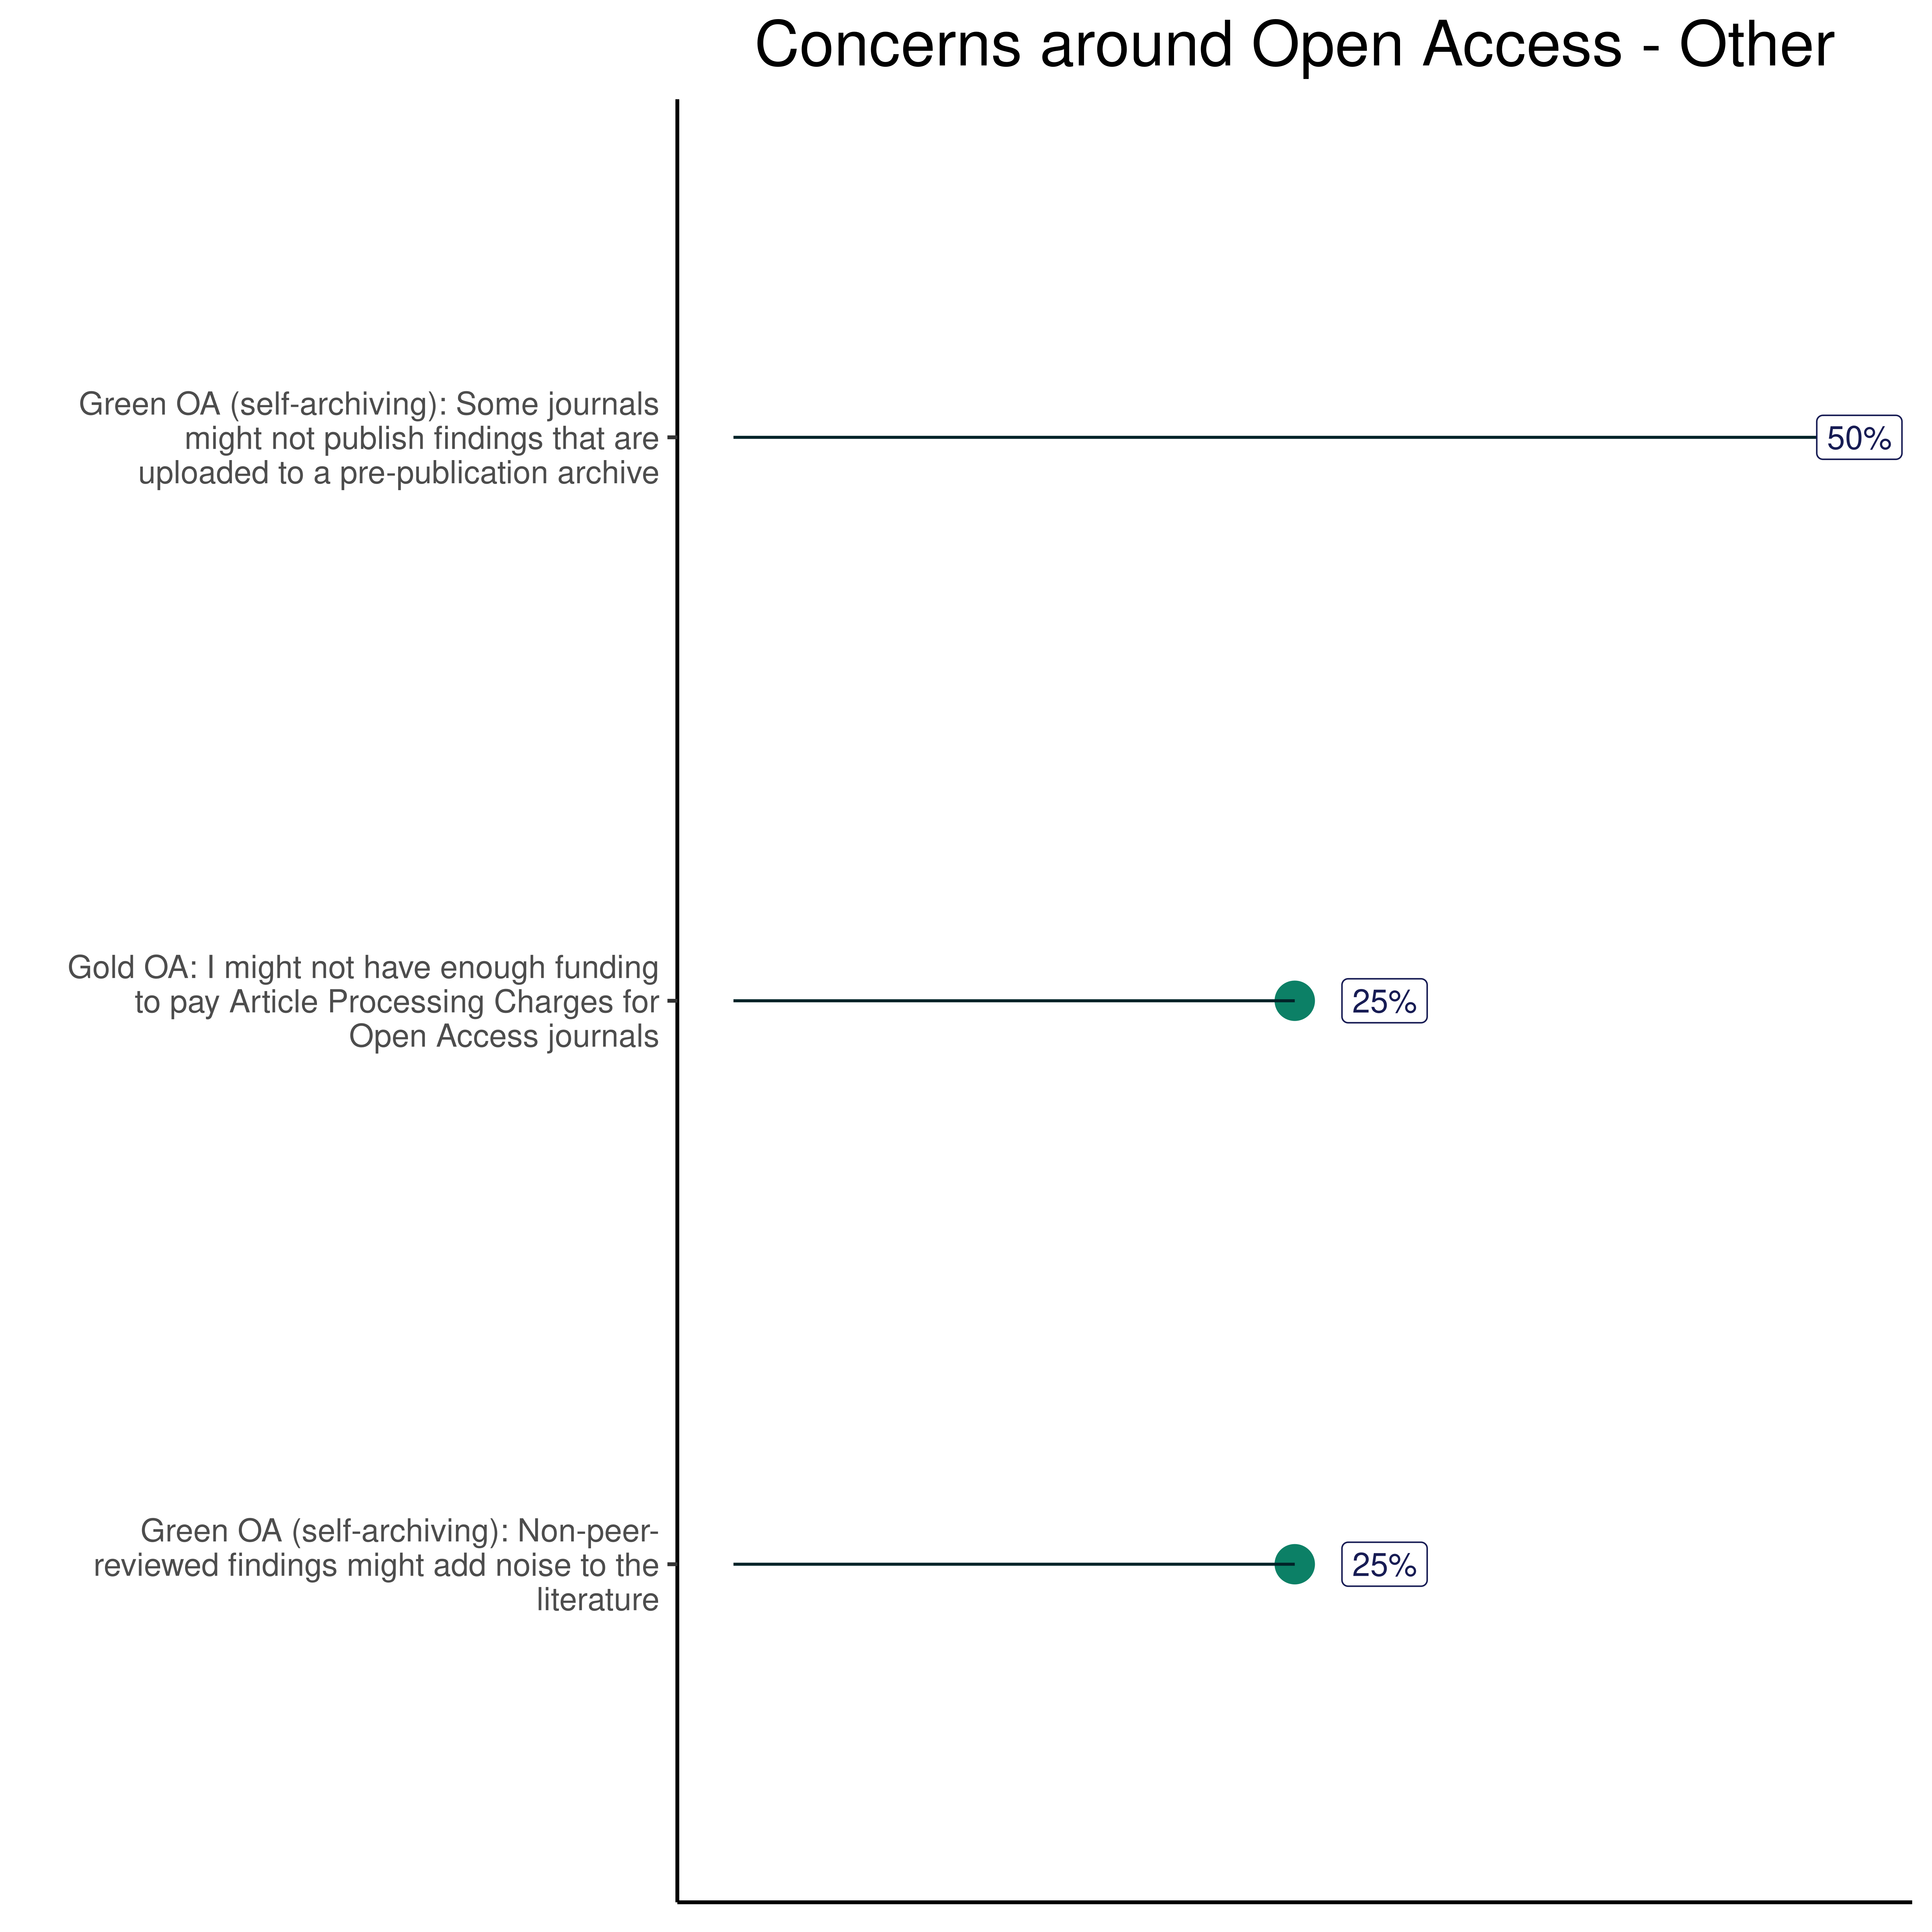 Concerns around Open Access - Other
Green OA (self-archiving): Some journals
might not publish findings that are
uploaded to a pre-publication archive
50%
Gold OA: I might not have enough funding
to pay Article Processing Charges for
Open Access journals
25%
Green OA (self-archiving): Non-peer-
reviewed findings might add noise to the
literature
25%